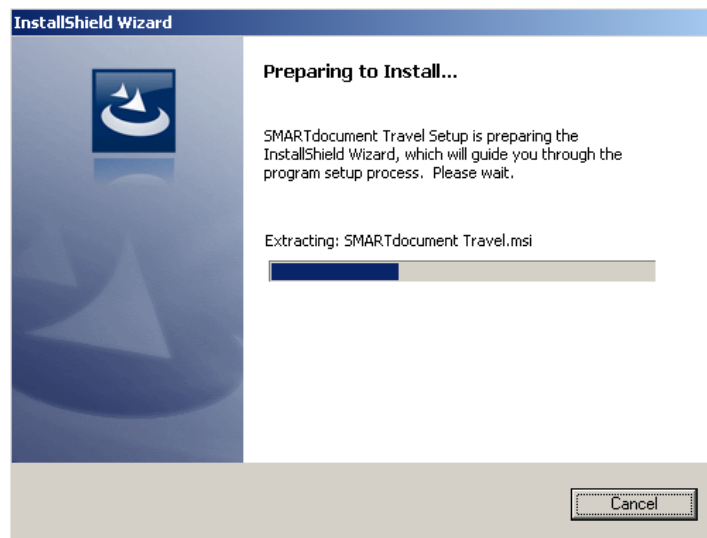 InstallShield Wizard
Preparing to Install...
SMARTdocument Travel Setup is preparing the
InstallShield Wizard, which will guide you through the
program setup process.  Please wait.
Extracting: SMARTdocument Travel.msi
Cancel